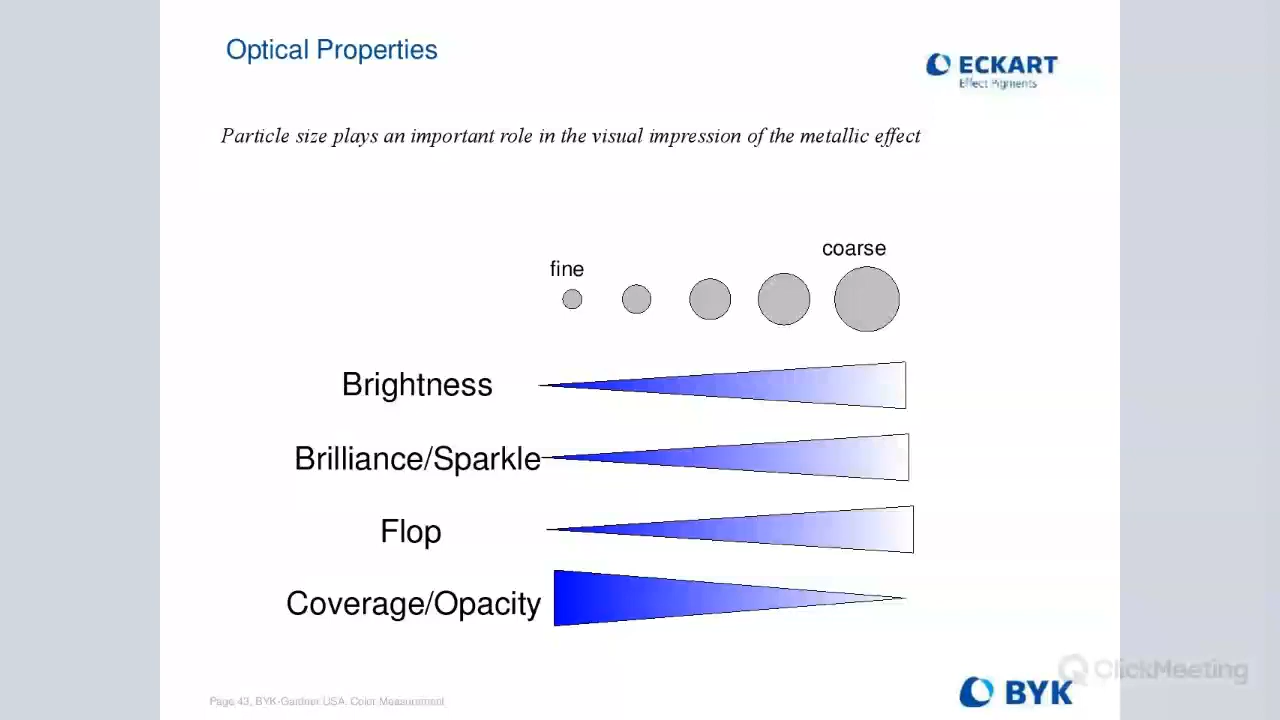 Optical Properties
ECKART
Effect Pigments
Particle size plays an important role in the visual impression of the metallic effect
coarse
fine
Brightness
Brilliance/Sparkle
Flop
Coverage/Opacity
ClickMeeting
Page 43, BYK-Gardner USA, Color Measurement
BYK